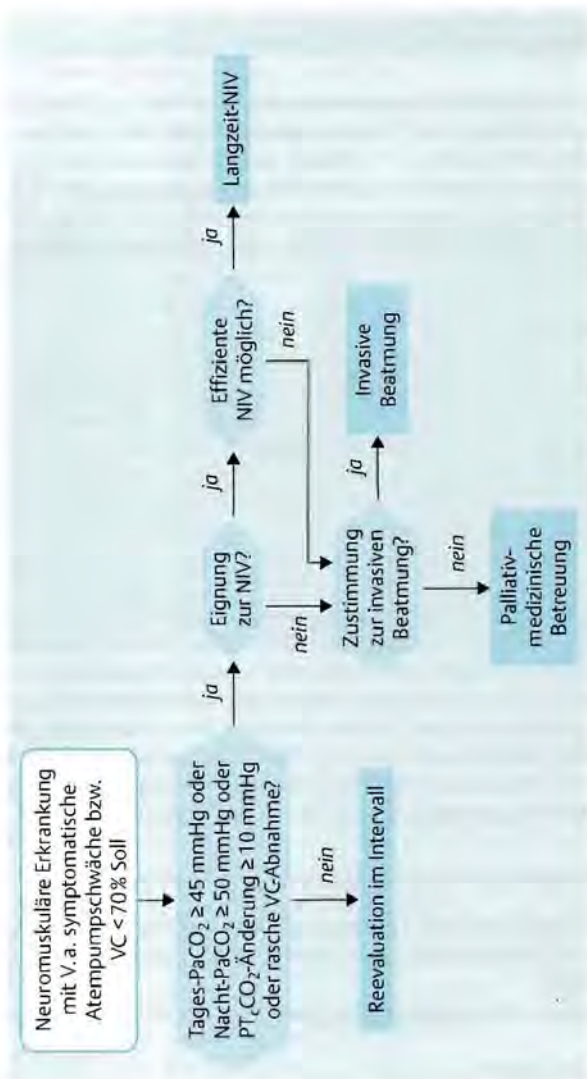 Neuromuskuläre Erkrankung
mit V. a. symptomatische
Atempumpschwäche bzw.
VC < 70% Soll
Tages-PaCO₂ ≥ 45 mmHg oder
Nacht-PaCO₂ ≥ 50 mmHg oder
PTcCO₂-Änderung ≥ 10 mmHg
oder rasche VC-Abnahme?
nein
Reevaluation im Intervall
ja
Eignung
zur NIV?
nein
ja
Effiziente
NIV möglich?
nein
ja
Langzeit-NIV
Zustimmung
zur invasiven
Beatmung?
ja
Invasive
Beatmung
nein
Palliativ-
medizinische
Betreuung